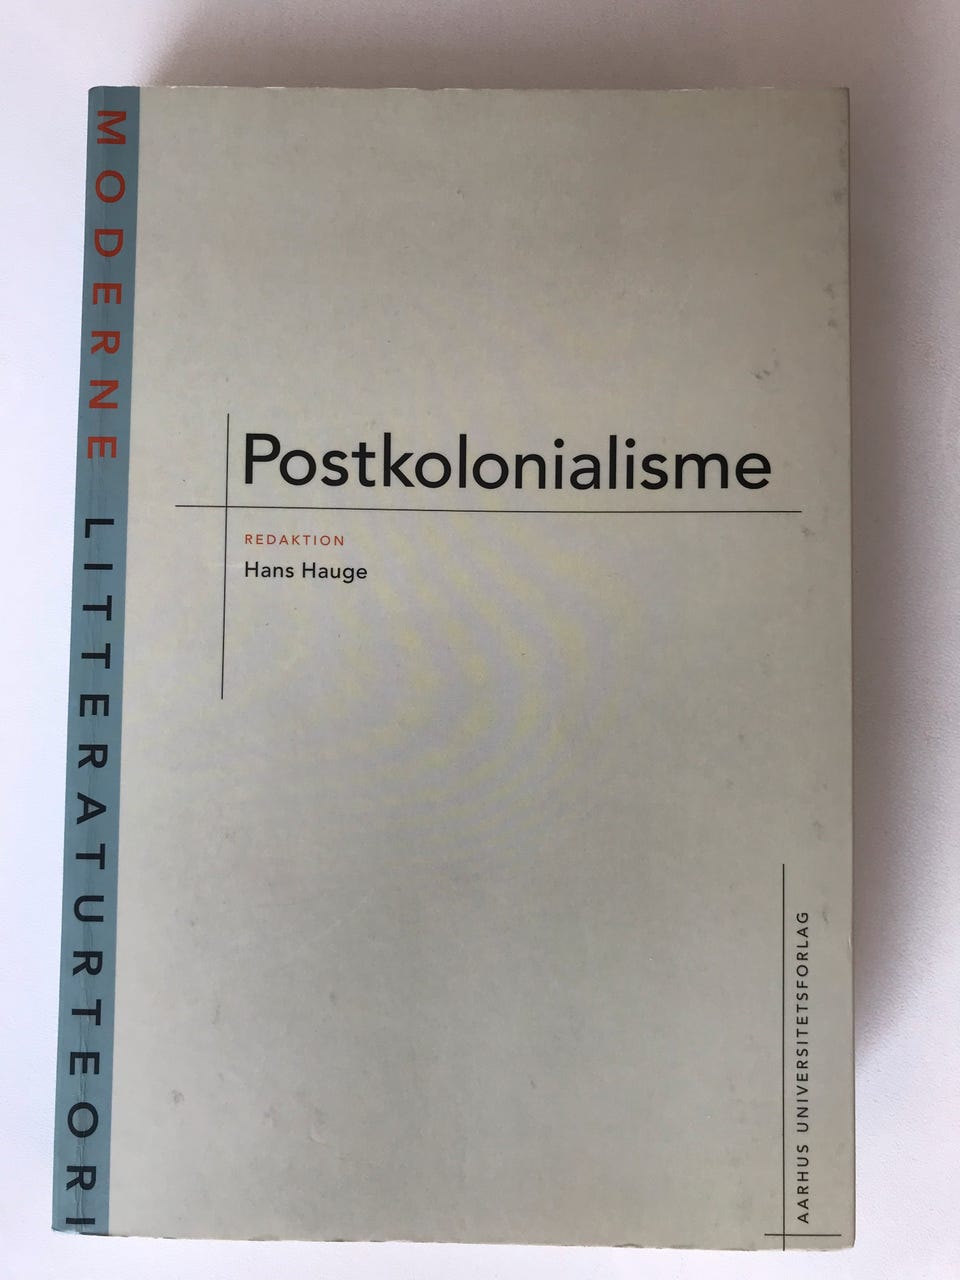 MODERNE LITTERATURTEORI
Postkolonialisme
REDAKTION
Hans Hauge
AARHUS UNIVERSITETSFORLAG